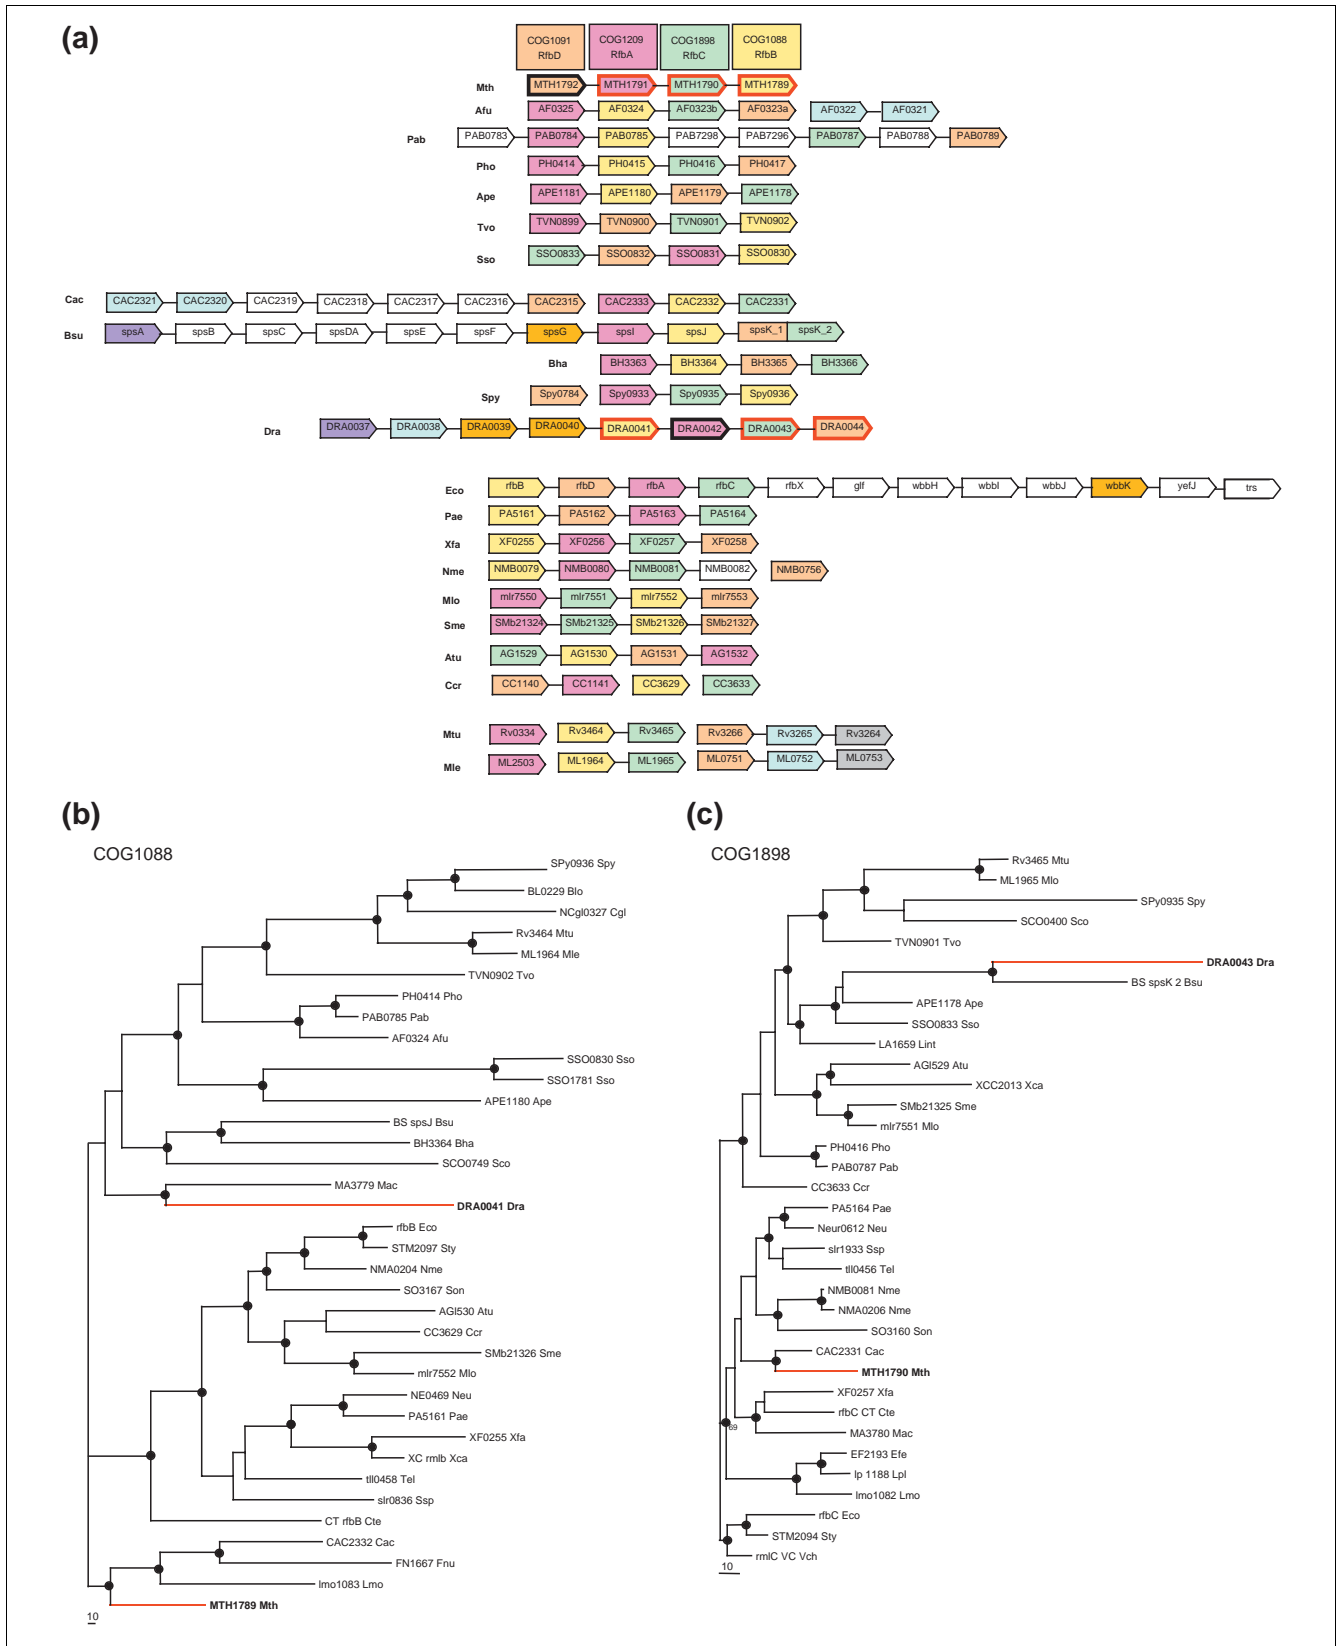 (a)
COG1091 COG1209 COG1898 COG1088
RfbD RfbA RfbC RfbB
Mth MTH1792 MTH1791 MTH1790 MTH1789
Afu AF0325 AF0324 AF0323b AF0323a AF0322 AF0321
Pab PAB0783 PAB0784 PAB0785 PAB7298 PAB7296 PAB0787 PAB0788 PAB0789
Pho PH0414 PH0415 PH0416 PH0417
Ape APE1181 APE1180 APE1179 APE1178
Tvo TVN0899 TVN0900 TVN0901 TVN0902
Sso SSO0833 SSO0832 SSO0831 SSO0830
Cac CAC2321 CAC2320 CAC2319 CAC2318 CAC2317 CAC2316 CAC2315 CAC2333 CAC2332 CAC2331
Bsu spsA spsB spsC spsDA spsE spsF spsG spsI spsJ spsK_1 spsK_2
Bha BH3363 BH3364 BH3365 BH3366
Spy Spy0784 Spy0933 Spy0935 Spy0936
Dra DRA0037 DRA0038 DRA0039 DRA0040 DRA0041 DRA0042 DRA0043 DRA0044
Eco rfbB rfbD rfbA rfbC rfbX glf wbbH wbbI wbbJ wbbK yefJ trs
Pae PA5161 PA5162 PA5163 PA5164
Xfa XF0255 XF0256 XF0257 XF0258
Nme NMB0079 NMB0080 NMB0081 NMB0082 NMB0756
Mlo mlr7550 mlr7551 mlr7552 mlr7553
Sme SMb21324 SMb21325 SMb21326 SMb21327
Atu AG1529 AG1530 AG1531 AG1532
Ccr CC1140 CC1141 CC3629 CC3633
Mtu Rv0334 Rv3464 Rv3465 Rv3266 Rv3265 Rv3264
Mle ML2503 ML1964 ML1965 ML0751 ML0752 ML0753
(b)
COG1088
SPy0936 Spy
BL0229 Blo
NCgl0327 Cgl
Rv3464 Mtu
ML1964 Mle
TVN0902 Tvo
PH0414 Pho
PAB0785 Pab
AF0324 Afu
SSO0830 Sso
SSO1781 Sso
APE1180 Ape
BS spsJ Bsu
BH3364 Bha
SCO0749 Sco
MA3779 Mac
DRA0041 Dra
rfbB Eco
STM2097 Sty
NMA0204 Nme
SO3167 Son
AGl530 Atu
CC3629 Ccr
SMb21326 Sme
mlr7552 Mlo
NE0469 Neu
PA5161 Pae
XF0255 Xfa
XC rmlb Xca
tll0458 Tel
slr0836 Ssp
CT rfbB Cte
CAC2332 Cac
FN1667 Fnu
lmo1083 Lmo
MTH1789 Mth
10
(c)
COG1898
Rv3465 Mtu
ML1965 Mlo
SPy0935 Spy
SCO0400 Sco
TVN0901 Tvo
DRA0043 Dra
BS spsK 2 Bsu
APE1178 Ape
SSO0833 Sso
LA1659 Lint
AGl529 Atu
XCC2013 Xca
SMb21325 Sme
mlr7551 Mlo
PH0416 Pho
PAB0787 Pab
CC3633 Ccr
PA5164 Pae
Neur0612 Neu
slr1933 Ssp
tll0456 Tel
NMB0081 Nme
NMA0206 Nme
SO3160 Son
CAC2331 Cac
MTH1790 Mth
XF0257 Xfa
rfbC CT Cte
69
MA3780 Mac
EF2193 Efe
lp 1188 Lpl
lmo1082 Lmo
rfbC Eco
STM2094 Sty
rmlC VC Vch
10